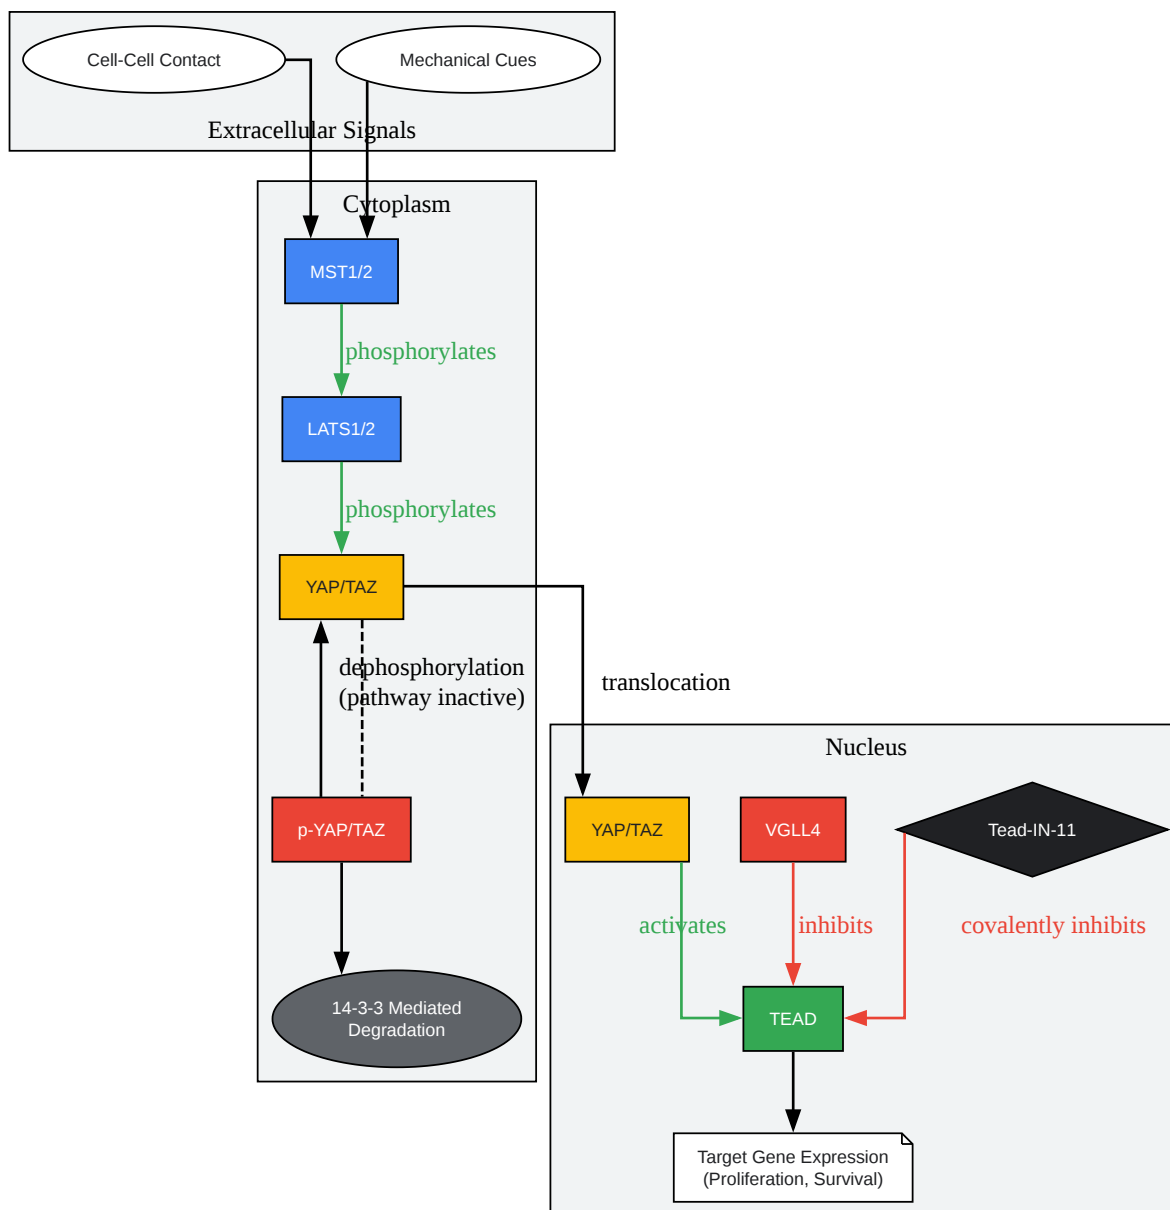 Cell-Cell Contact
Mechanical Cues
Extracellular Signals
Cytoplasm
MST1/2
phosphorylates
LATS1/2
phosphorylates
YAP/TAZ
dephosphorylation
(pathway inactive)
translocation
Nucleus
p-YAP/TAZ
YAP/TAZ
VGLL4
Tead-IN-11
activates
inhibits
covalently inhibits
14-3-3 Mediated
Degradation
TEAD
Target Gene Expression
(Proliferation, Survival)